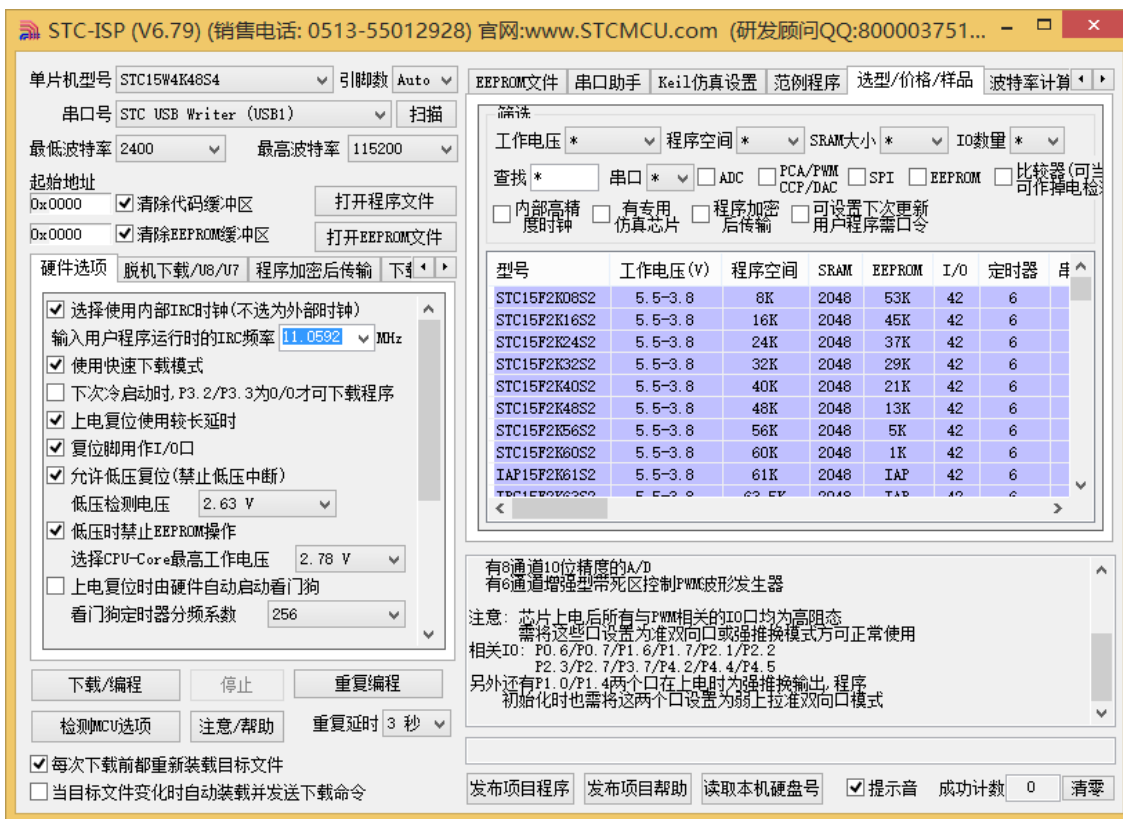 STC-ISP (V6.79) (销售电话: 0513-55012928) 官网:www.STCMCU.com (研发顾问QQ:800003751...
单片机型号 STC15W4K48S4 引脚数 Auto
串口号 STC USB Writer (USB1) 扫描
最低波特率 2400 最高波特率 115200
起始地址
0x0000 清除代码缓冲区 打开程序文件
0x0000 清除EEPROM缓冲区 打开EEPROM文件
硬件选项 脱机下载/U8/U7 程序加密后传输
选择使用内部IRC时钟(不选为外部时钟)
输入用户程序运行时的IRC频率 11.0592 MHz
使用快速下载模式
下次冷启动时,P3.2/P3.3为0/0才可下载程序
上电复位使用较长延时
复位脚用作I/O口
允许低压复位(禁止低压中断)
低压检测电压 2.63 V
低压时禁止EEPROM操作
选择CPU-Core最高工作电压 2.78 V
上电复位时由硬件自动启动看门狗
看门狗定时器分频系数 256
下载/编程 停止 重复编程
检测MCU选项 注意/帮助 重复延时 3 秒
每次下载前都重新装载目标文件
当目标文件变化时自动装载并发送下载命令
EEPROM文件 串口助手 Keil仿真设置 范例程序 选型/价格/样品 波特率计算
筛选
工作电压 * 程序空间 * SRAM大小 * IO数量 *
查找 * 串口 * ADC PCA/PWM CCP/DAC SPI EEPROM 比较器(可当 可作掉电检
内部高精度时钟 有专用仿真芯片 程序加密后传输 可设置下次更新用户程序需口令
型号 工作电压(V) 程序空间 SRAM EEPROM I/O 定时器
STC15F2K08S2 5.5-3.8 8K 2048 53K 42 6
STC15F2K16S2 5.5-3.8 16K 2048 45K 42 6
STC15F2K24S2 5.5-3.8 24K 2048 37K 42 6
STC15F2K32S2 5.5-3.8 32K 2048 29K 42 6
STC15F2K40S2 5.5-3.8 40K 2048 21K 42 6
STC15F2K48S2 5.5-3.8 48K 2048 13K 42 6
STC15F2K56S2 5.5-3.8 56K 2048 5K 42 6
STC15F2K60S2 5.5-3.8 60K 2048 1K 42 6
IAP15F2K61S2 5.5-3.8 61K 2048 IAP 42 6
有8通道10位精度的A/D
有6通道增强型带死区控制PWM波形发生器
注意: 芯片上电后所有与PWM相关的IO口均为高阻态
需将这些口设置为准双向口或强推挽模式方可正常使用
相关IO: P0.6/P0.7/P1.6/P1.7/P2.1/P2.2
P2.3/P2.7/P3.7/P4.2/P4.4/P4.5
另外还有P1.0/P1.4两个口在上电时为强推挽输出,程序
初始化时也需将这两个口设置为弱上拉准双向口模式
发布项目程序 发布项目帮助 读取本机硬盘号 提示音 成功计数 0 清零